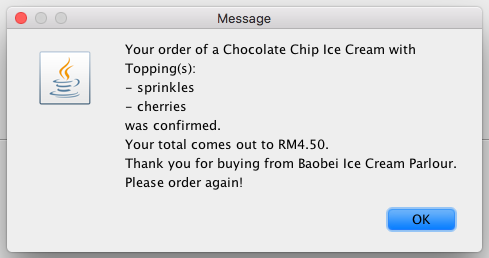 Message
Your order of a Chocolate Chip Ice Cream with
Topping(s):
- sprinkles
- cherries
was confirmed.
Your total comes out to RM4.50.
Thank you for buying from Baobei Ice Cream Parlour.
Please order again!
OK